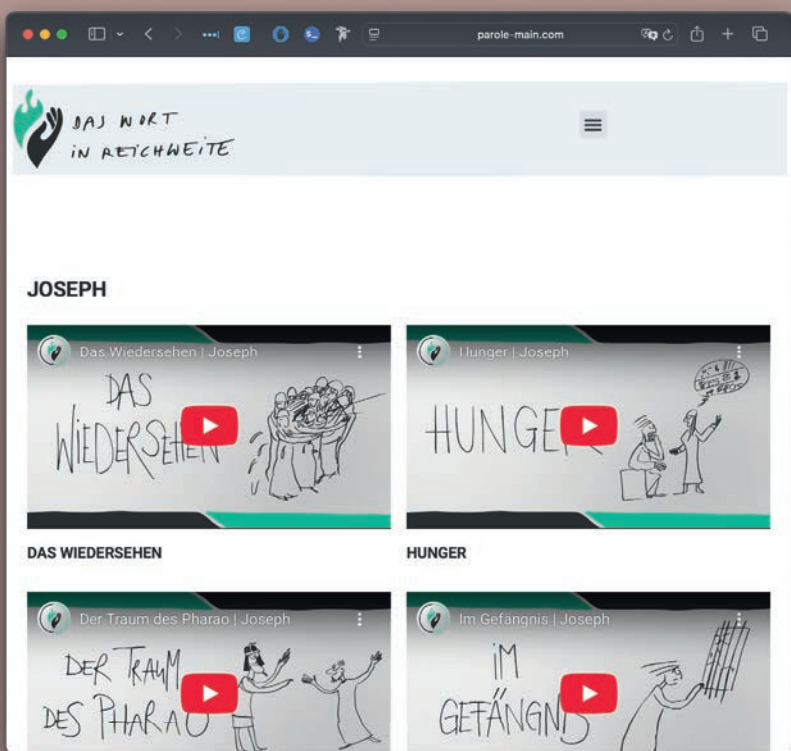 parole-main.com
DAS WORT
IN REICHWEITE
JOSEPH
Das Wiedersehen | Joseph
DAS
WIEDERSEHEN
Hunger | Joseph
HUNGER
DAS WIEDERSEHEN
HUNGER
Der Traum des Pharao | Joseph
DER TRAUM
DES PHARAO
Im Gefängnis | Joseph
IM
GEFÄNGNIS